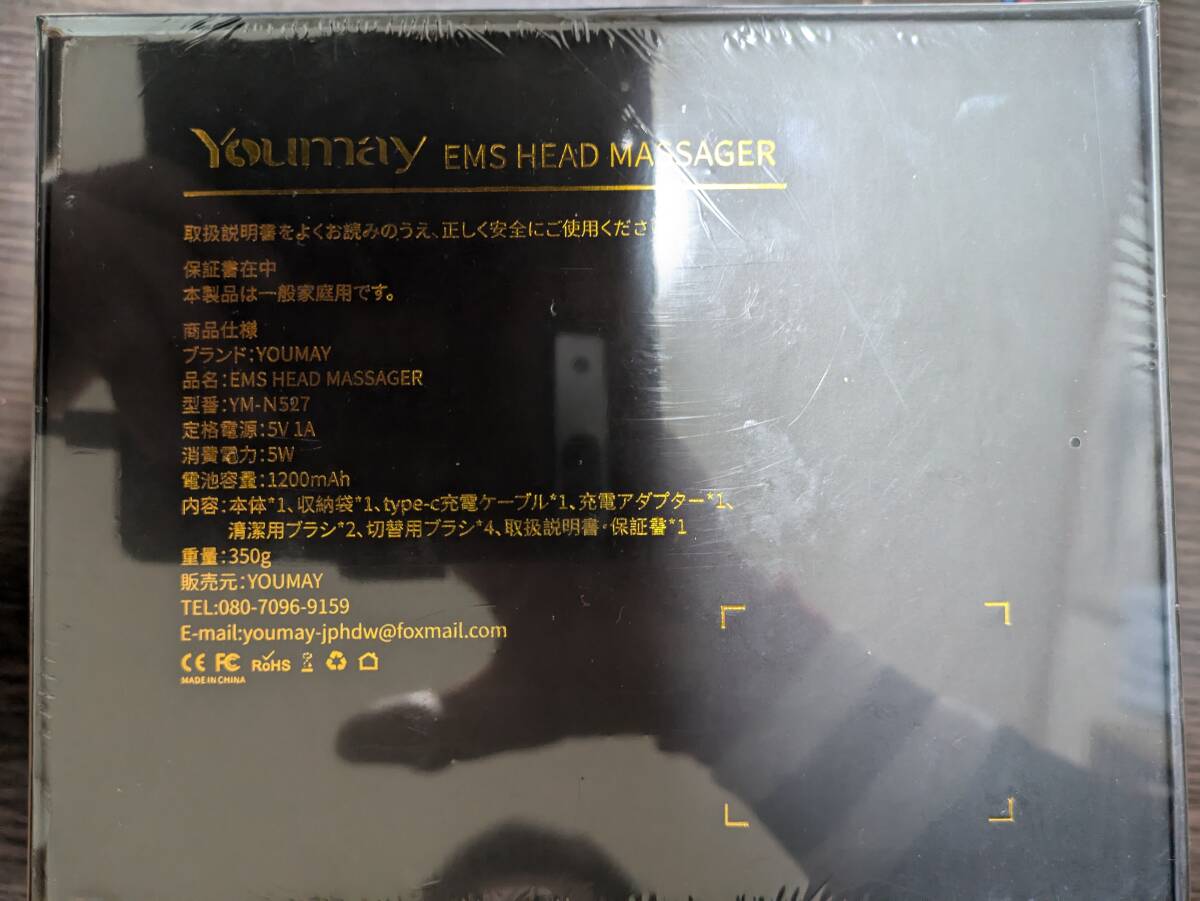 Youmay EMS HEAD MASSAGER
取扱説明書をよくお読みのうえ、正しく安全にご使用くださ
保証書在中
本製品は一般家庭用です。
商品仕様
ブランド:YOUMAY
品名:EMS HEAD MASSAGER
型番:YM-N527
定格電源:5V 1A
消費電力:5W
電池容量:1200mAh
内容:本体*1、収納袋*1、type-c充電ケーブル*1、充電アダプター*1、
清潔用ブラシ*2、切替用ブラシ*4、取扱説明書·保証書*1
重量:350g
販売元:YOUMAY
TEL:080-7096-9159
E-mail:youmay-jphdw@foxmail.com
CE FC RoHS
MADE IN CHINA